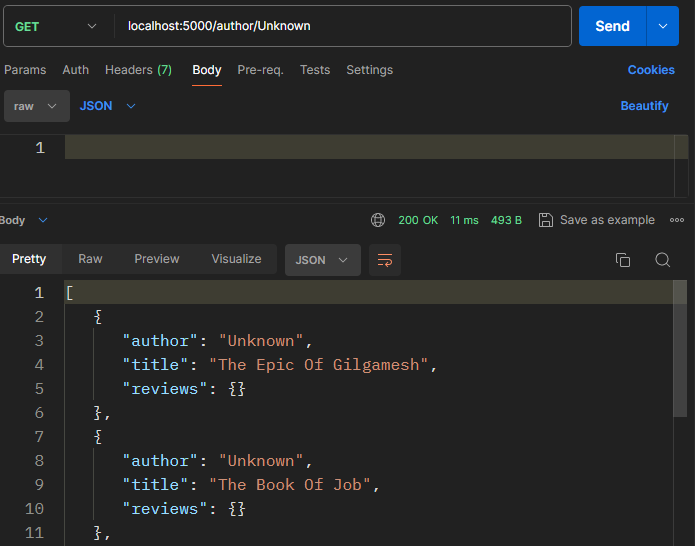 GET localhost:5000/author/Unknown Send
Params Auth Headers (7) Body Pre-req. Tests Settings Cookies
raw JSON Beautify
1
Body 200 OK 11 ms 493 B Save as example
Pretty Raw Preview Visualize JSON
1 [
2 {
3 "author": "Unknown",
4 "title": "The Epic Of Gilgamesh",
5 "reviews": {}
6 },
7 {
8 "author": "Unknown",
9 "title": "The Book Of Job",
10 "reviews": {}
11 },